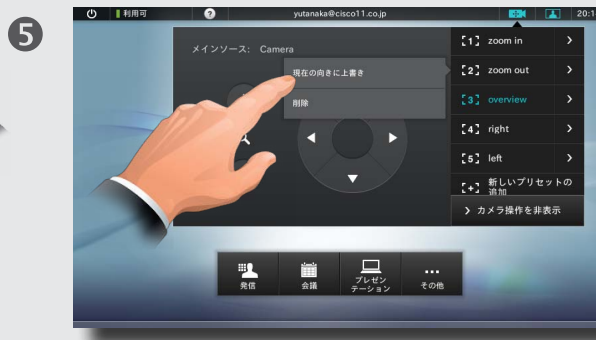 5
利用可
?
yutanaka@cisco11.co.jp
20:1
メインソース: Camera
現在の向きに上書き
削除
[1] zoom in >
[2] zoom out >
[3] overview >
[4] right >
[5] left >
[+] 新しいプリセットの
追加
> カメラ操作を非表示
発信
会議
プレゼン
テーション
その他